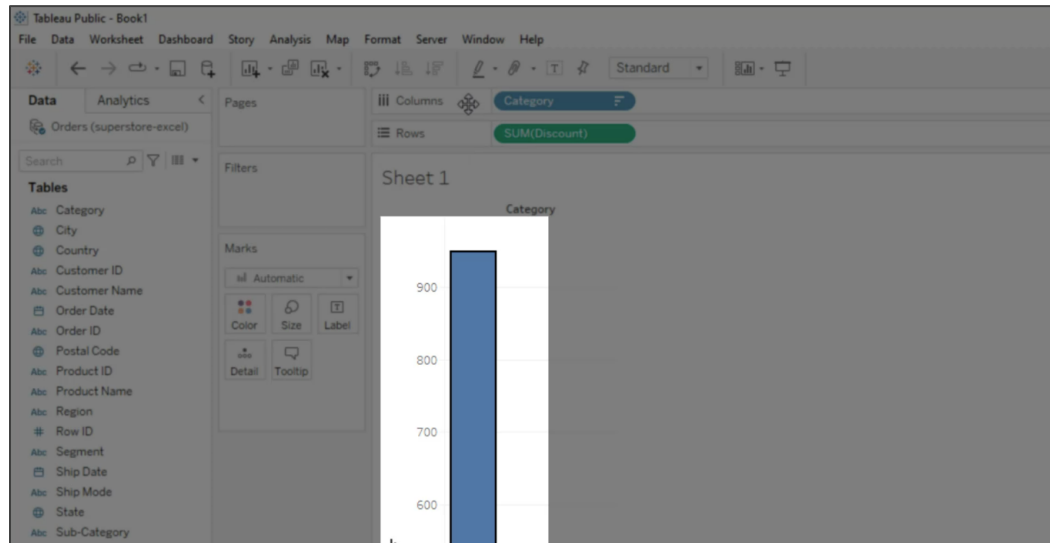 Tableau Public - Book1
File Data Worksheet Dashboard Story Analysis Map Format Server Window Help
Standard
Data Analytics
Pages
Columns Category
Orders (superstore-excel)
Rows SUM(Discount)
Search
Filters
Sheet 1
Tables
Category
Abc Category
City
Country
Marks
Abc Customer ID
Automatic
Abc Customer Name
900
Order Date
Abc Order ID
Color Size Label
Postal Code
800
Abc Product ID
Detail Tooltip
Abc Product Name
Abc Region
# Row ID
700
Abc Segment
Ship Date
Abc Ship Mode
600
State
Abc Sub-Category